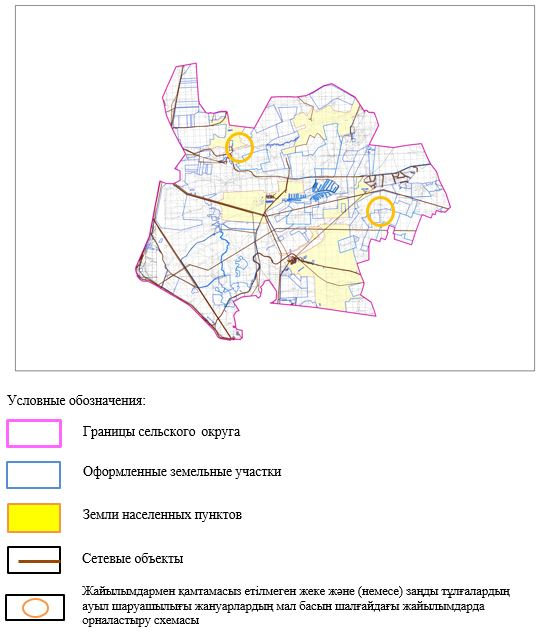 Условные обозначения:
Границы сельского округа
Оформленные земельные участки
Земли населенных пунктов
Сетевые объекты
Жайылымдармен қамтамасыз етілмеген жеке және (немесе) заңды тұлғалардың
ауыл шаруашылығы жануарлардың мал басын шалғайдағы жайылымдарда
орналастыру схемасы